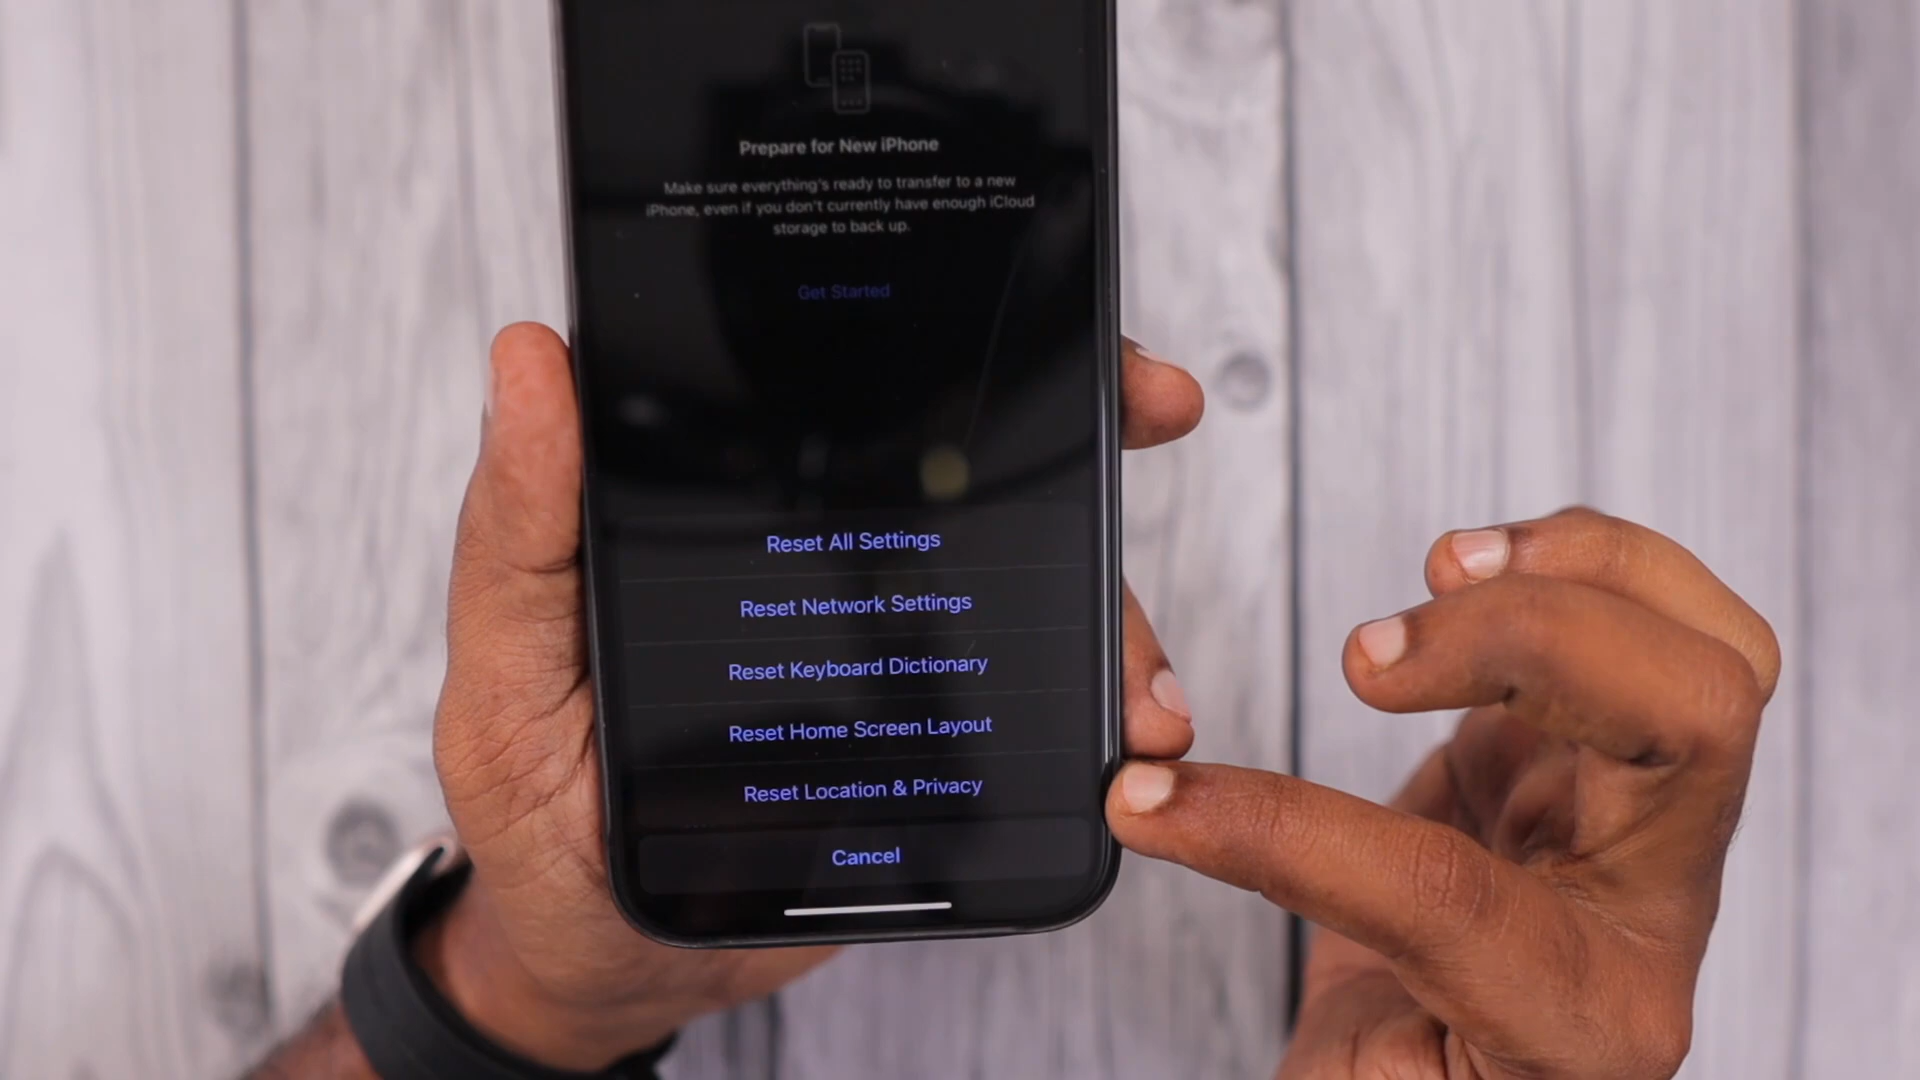 Prepare for New iPhone
Make sure everything's ready to transfer to a new
iPhone, even if you don't currently have enough iCloud
storage to back up.
Get Started
Reset All Settings
Reset Network Settings
Reset Keyboard Dictionary
Reset Home Screen Layout
Reset Location & Privacy
Cancel